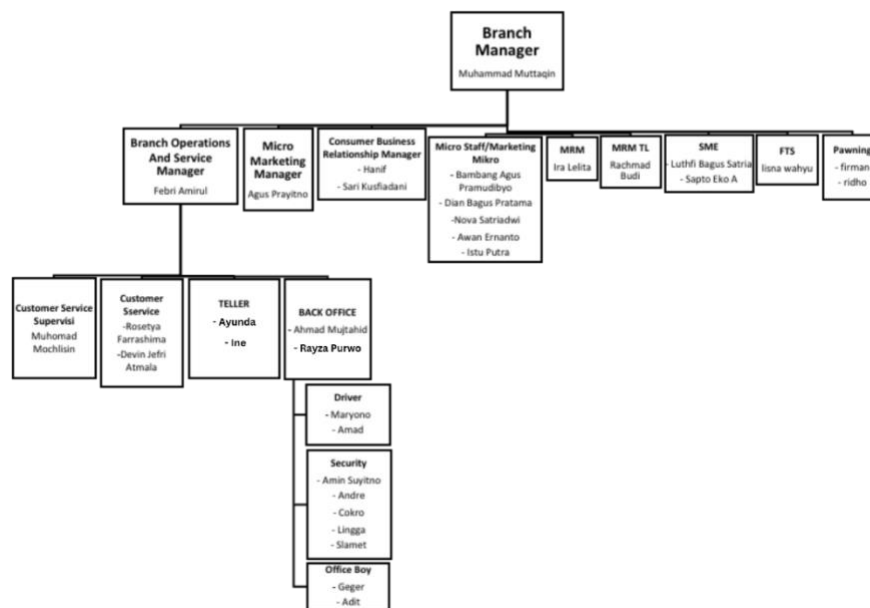 Branch
Manager
Muhammad Muttaqin
Branch Operations
And Service
Manager
Febri Amirul
Micro
Marketing
Manager
Agus Prayitno
Consumer Business
Relationship Manager
- Hanif
- Sari Kusfiadani
Micro Staff/Marketing
Mikro
- Bambang Agus
Pramudibyo
- Dian Bagus Pratama
-Nova Satriadwi
- Awan Ernanto
- Istu Putra
MRM
Ira Lelita
MRM TL
Rachmad
Budi
SME
- Luthfi Bagus Satria
- Sapto Eko A
FTS
lisna wahyu
Pawning
- firman
- ridho
Customer Service
Supervisi
Muhomad
Mochlisin
Customer
Sservice
-Rosetya
Farrashima
-Devin Jefri
Atmala
TELLER
- Ayunda
- Ine
BACK OFFICE
- Ahmad Mujtahid
- Rayza Purwo
Driver
- Maryono
- Amad
Security
- Amin Suyitno
- Andre
- Cokro
- Lingga
- Slamet
Office Boy
- Geger
- Adit